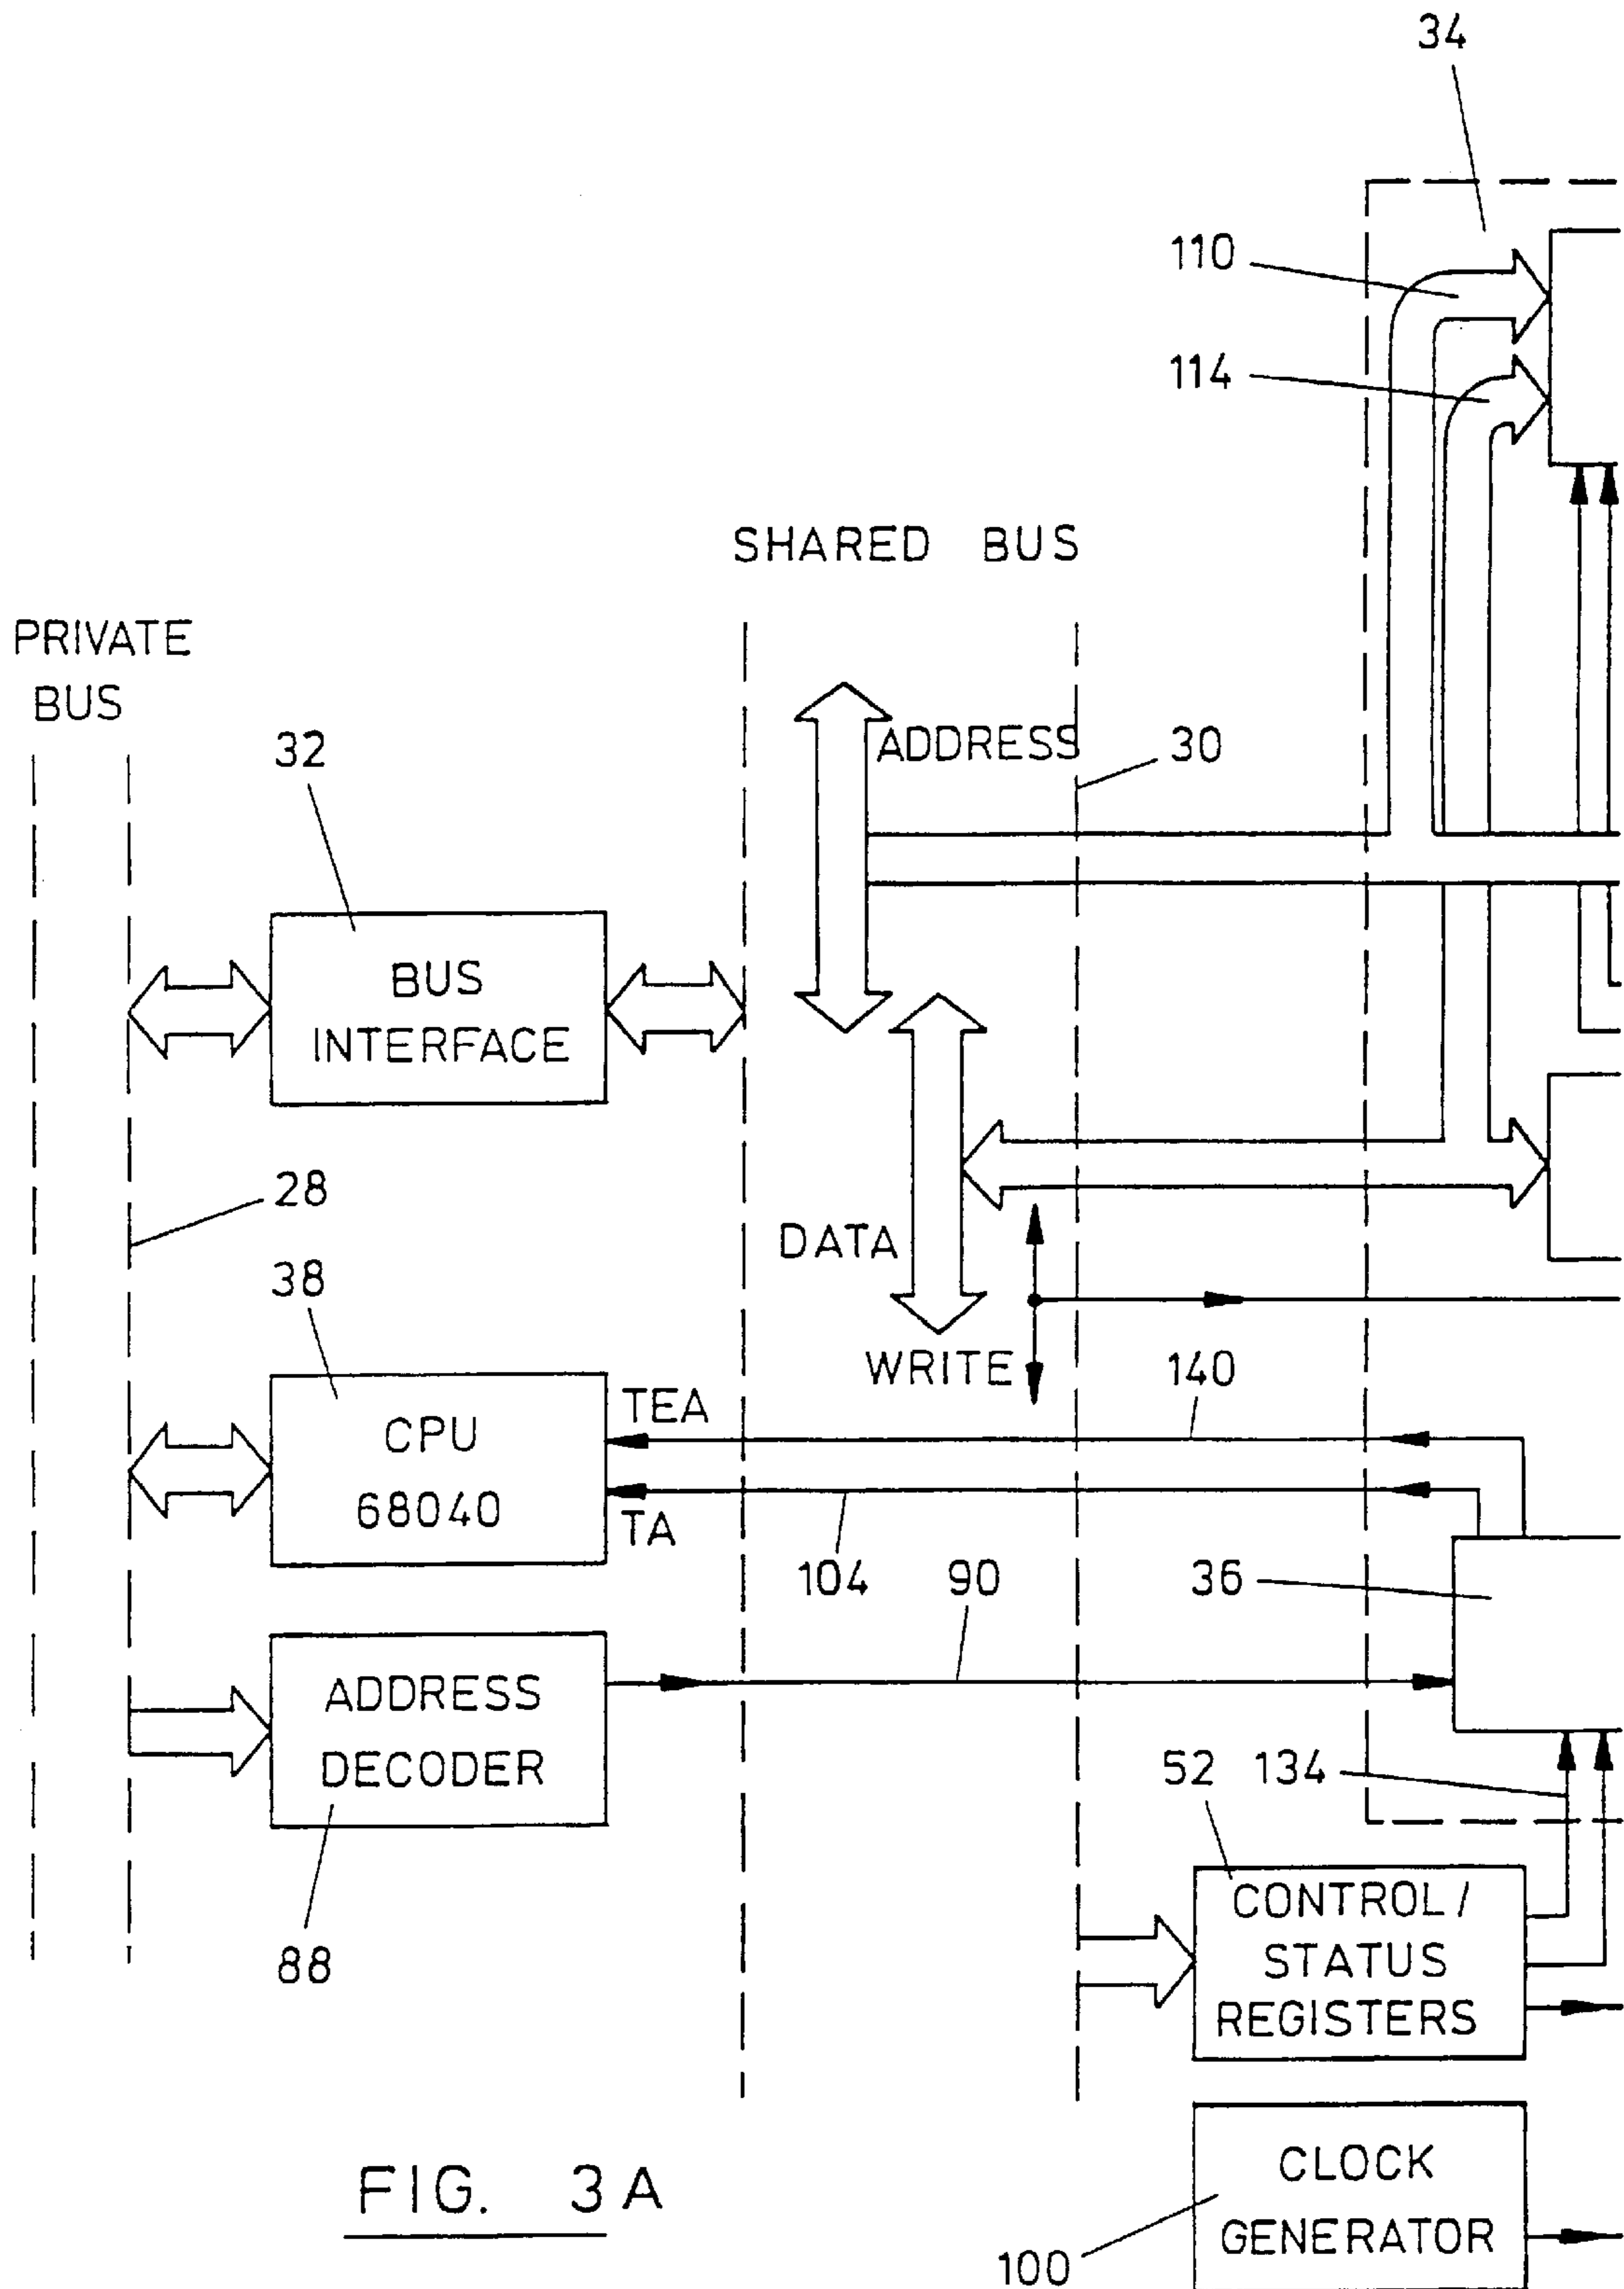 34
110
114
SHARED BUS
PRIVATE
BUS
32
ADDRESS
30
BUS
INTERFACE
28
DATA
38
WRITE
140
TEA
CPU
68040
TA
104
90
36
ADDRESS
DECODER
52
134
88
CONTROL/
STATUS
REGISTERS
CLOCK
GENERATOR
100
FIG. 3A